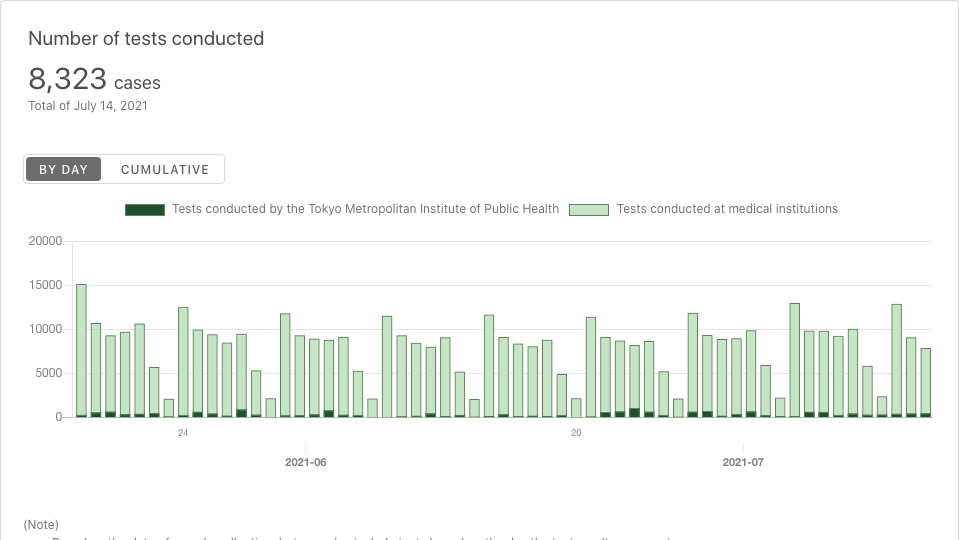 Number of tests conducted
8,323 cases
Total of July 14, 2021
BY DAY CUMULATIVE
Tests conducted by the Tokyo Metropolitan Institute of Public Health Tests conducted at medical institutions
20000
15000
10000
5000
0
24 20
2021-06 2021-07
(Note)